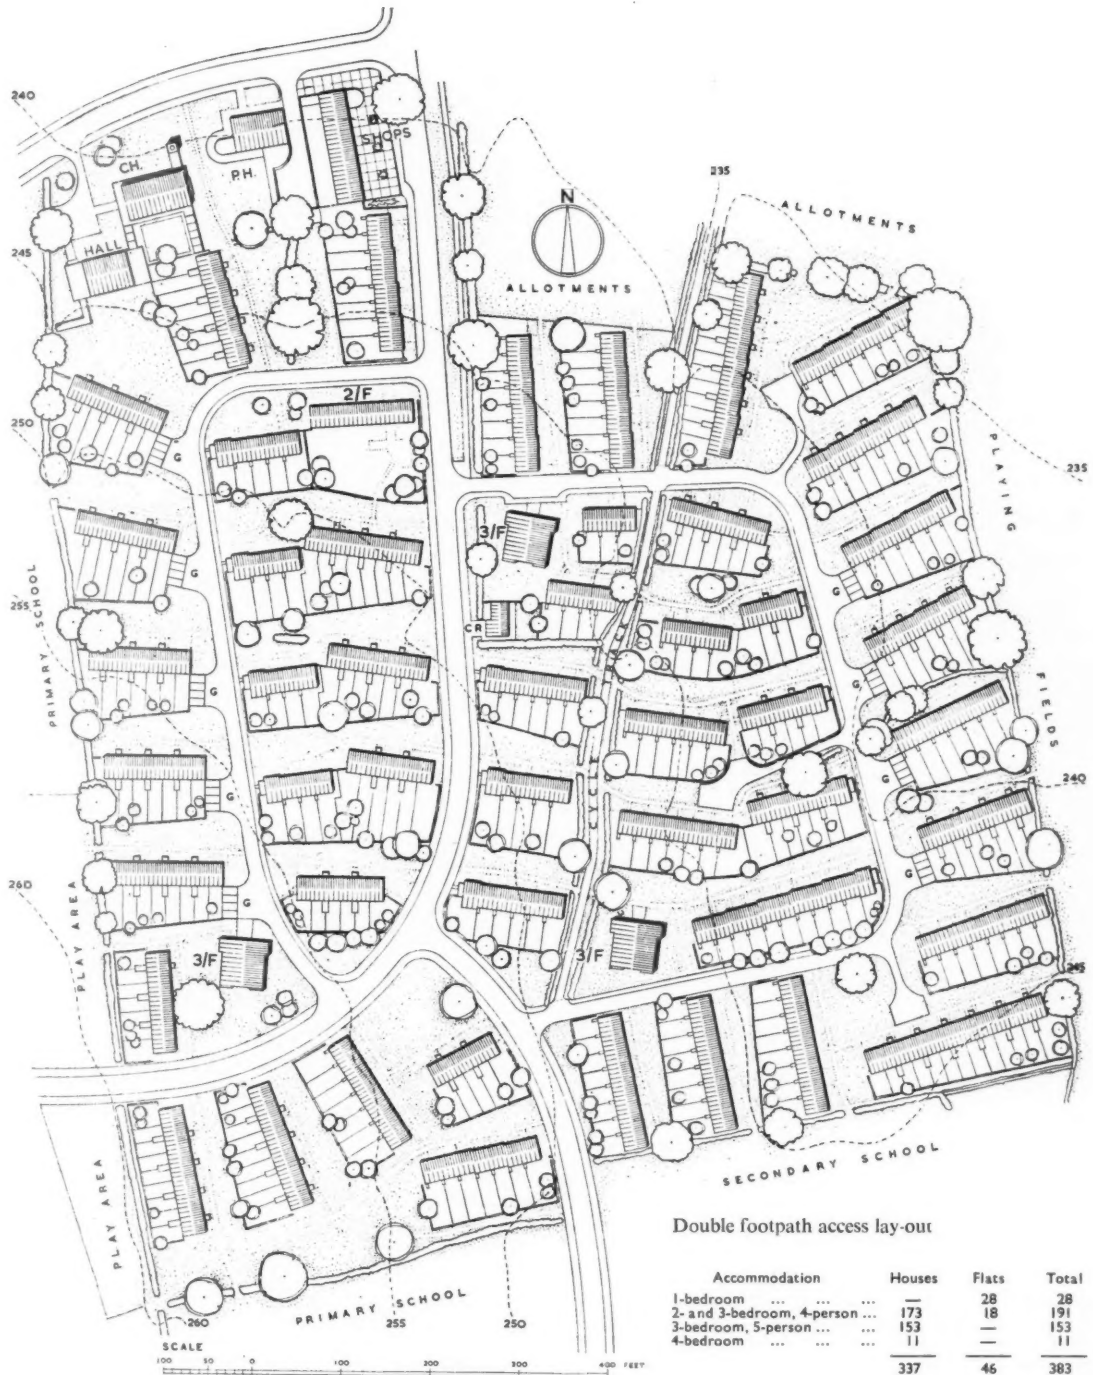 240
CH.
P.H.
SHOPS
HALL
245
N
ALLOTMENTS
235
ALLOTMENTS
2/F
250
G
235
PLAYING
FIELDS
3/F
G
G
PRIMARY SCHOOL
255
CR
G
G
G
G
240
260
G
G
PLAY AREA
3/F
3/F
245
PLAY AREA
SECONDARY SCHOOL
PRIMARY SCHOOL
260
255
250
SCALE
100 50 0 100 200 300 400 FEET
Double footpath access lay-out
Accommodation Houses Flats Total
1-bedroom ... ... ... — 28 28
2- and 3-bedroom, 4-person ... 173 18 191
3-bedroom, 5-person ... ... 153 — 153
4-bedroom ... ... ... 11 — 11
337 46 383